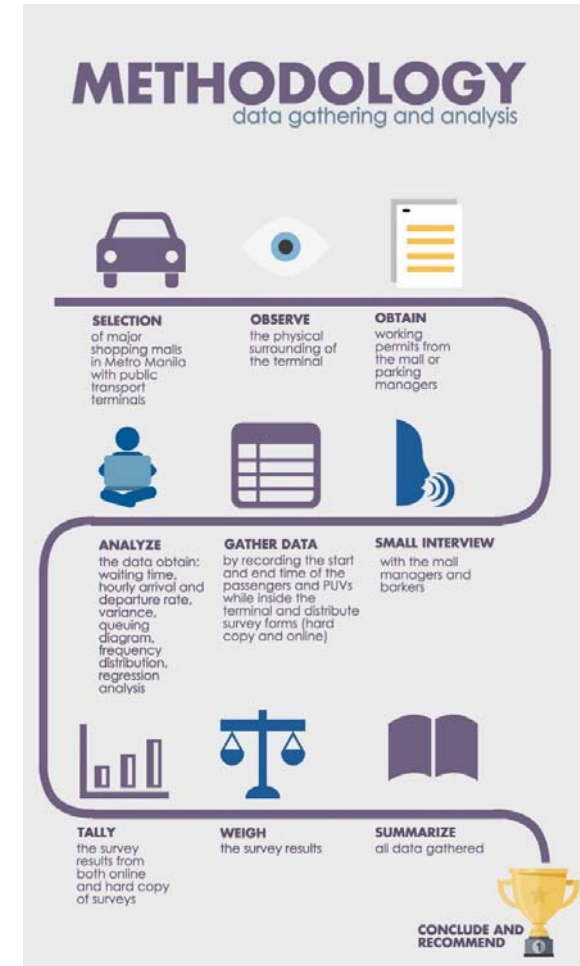 METHODOLOGY
data gathering and analysis
SELECTION
of major
shopping malls
in Metro Manila
with public
transport
terminals
OBSERVE
the physical
surrounding of
the terminal
OBTAIN
working
permits from
the mall or
parking
managers
SMALL INTERVIEW
with the mall
managers and
barkers
GATHER DATA
by recording the start
and end time of the
passengers and PUVs
while inside the
terminal and distribute
survey forms (hard
copy and online)
ANALYZE
the data obtain:
waiting time,
hourly arrival and
departure rate,
variance,
queuing
diagram,
frequency
distribution,
regression
analysis
TALLY
the survey
results from
both online
and hard copy
of surveys
WEIGH
the survey results
SUMMARIZE
all data gathered
CONCLUDE AND
RECOMMEND
1